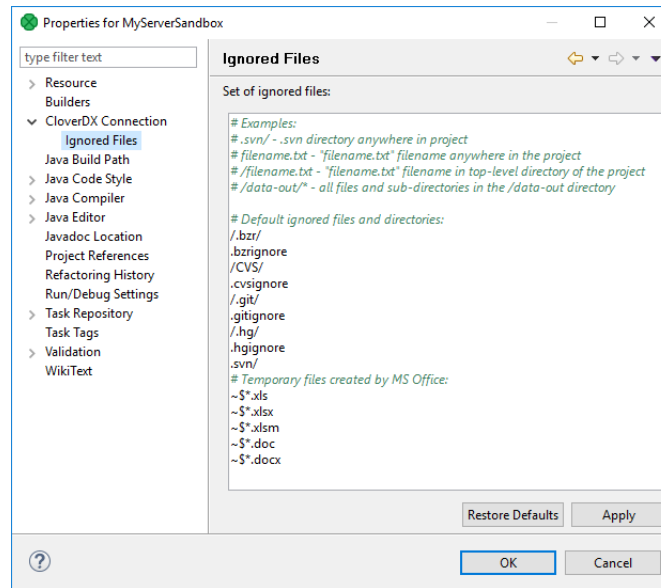 Properties for MyServerSandbox
type filter text
Resource
Builders
CloverDX Connection
Ignored Files
Java Build Path
Java Code Style
Java Compiler
Java Editor
Javadoc Location
Project References
Refactoring History
Run/Debug Settings
Task Repository
Task Tags
Validation
WikiText
Ignored Files
Set of ignored files:
# Examples:
# .svn/ - .svn directory anywhere in project
# filename.txt - "filename.txt" filename anywhere in the project
# /filename.txt - "filename.txt" filename in top-level directory of the project
# /data-out/* - all files and sub-directories in the /data-out directory
# Default ignored files and directories:
/.bzr/
.bzrignore
/CVS/
.cvsignore
/.git/
.gitignore
/.hg/
.hgignore
.svn/
# Temporary files created by MS Office:
~$*.xls
~$*.xlsx
~$*.xlsm
~$*.doc
~$*.docx
Restore Defaults
Apply
?
OK
Cancel